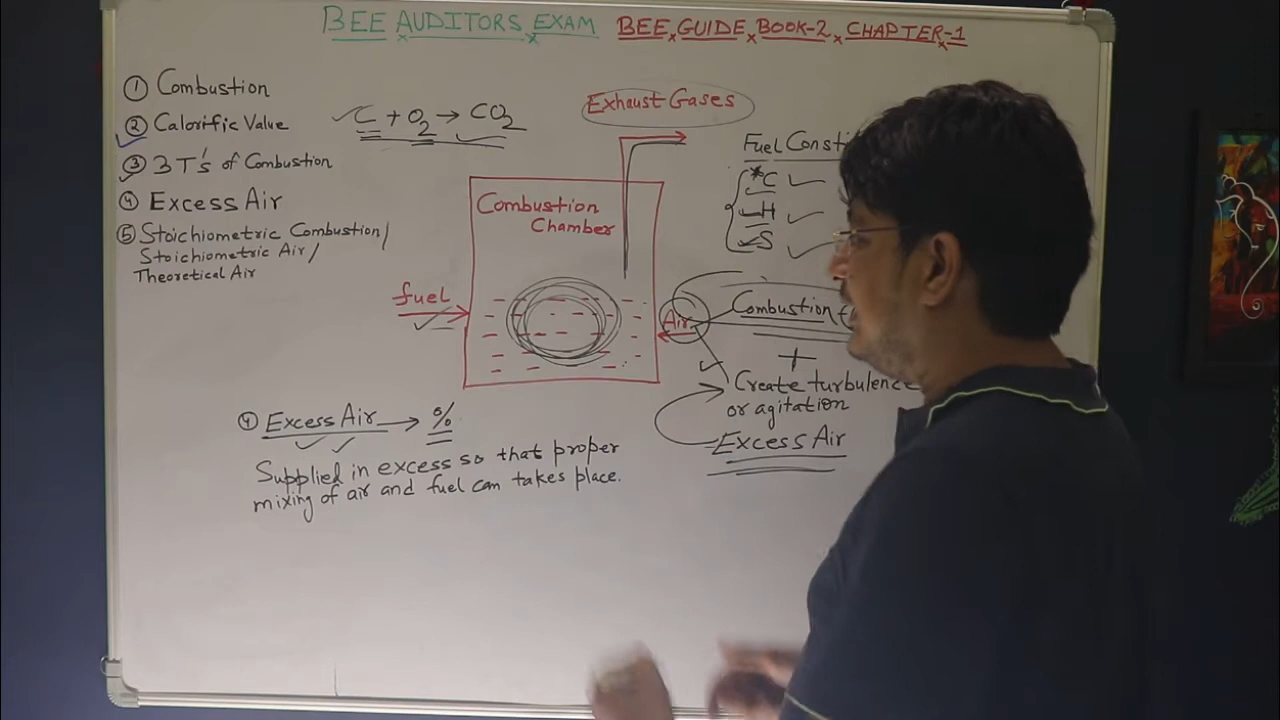 BEE AUDITORS EXAM BEE GUIDE BOOK-2 CHAPTER-1
① Combustion
② Calorific Value
③ 3T's of Combustion
④ Excess Air
⑤ Stoichiometric Combustion/
Stoichiometric Air/
Theoretical Air
C + O2 → CO2
Exhaust Gases
Combustion
Chamber
fuel
Air
Fuel
C
H
S
Combustion
+
Create turbulence
or agitation
Excess Air
④ Excess Air → %
Supplied in excess so that proper
mixing of air and fuel can takes place.